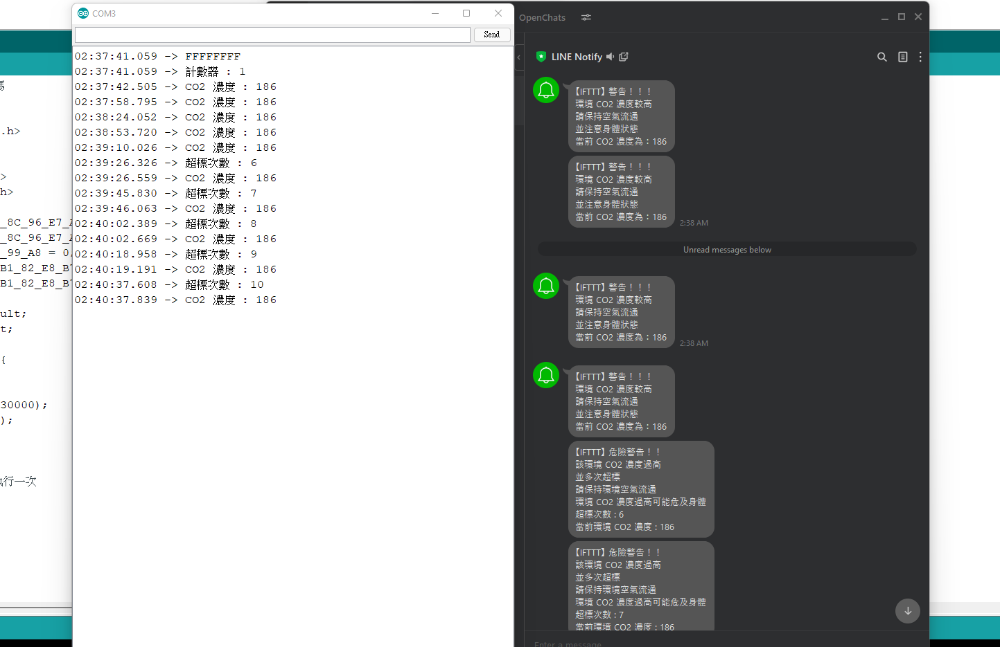 COM3
Send
02:37:41.059 -> FFFFFFFF
02:37:41.059 -> 計數器 : 1
02:37:42.505 -> CO2 濃度 : 186
02:37:58.795 -> CO2 濃度 : 186
02:38:24.052 -> CO2 濃度 : 186
02:38:53.720 -> CO2 濃度 : 186
02:39:10.026 -> CO2 濃度 : 186
02:39:26.326 -> 超標次數 : 6
02:39:26.559 -> CO2 濃度 : 186
02:39:45.830 -> 超標次數 : 7
02:39:46.063 -> CO2 濃度 : 186
02:40:02.389 -> 超標次數 : 8
02:40:02.669 -> CO2 濃度 : 186
02:40:18.958 -> 超標次數 : 9
02:40:19.191 -> CO2 濃度 : 186
02:40:37.608 -> 超標次數 : 10
02:40:37.839 -> CO2 濃度 : 186
.h>
>
h>
_8C_96_E7_
_8C_96_E7_
_99_A8 = 0
B1_82_E8_B7
B1_82_E8_B7
ult;
t;
{
30000);
);
行一次
OpenChats
LINE Notify
【IFTTT】警告！！！
環境 CO2 濃度較高
請保持空氣流通
並注意身體狀態
當前 CO2 濃度為：186
【IFTTT】警告！！！
環境 CO2 濃度較高
請保持空氣流通
並注意身體狀態
當前 CO2 濃度為：186
2:38 AM
Unread messages below
【IFTTT】警告！！！
環境 CO2 濃度較高
請保持空氣流通
並注意身體狀態
當前 CO2 濃度為：186
2:38 AM
【IFTTT】警告！！！
環境 CO2 濃度較高
請保持空氣流通
並注意身體狀態
當前 CO2 濃度為：186
【IFTTT】危險警告！！
該環境 CO2 濃度過高
並多次超標
請保持環境空氣流通
環境 CO2 濃度過高可能危及身體
超標次數 : 6
當前環境 CO2 濃度 : 186
【IFTTT】危險警告！！
該環境 CO2 濃度過高
並多次超標
請保持環境空氣流通
環境 CO2 濃度過高可能危及身體
超標次數 : 7
當前環境 CO2 濃度 : 186
Enter a message